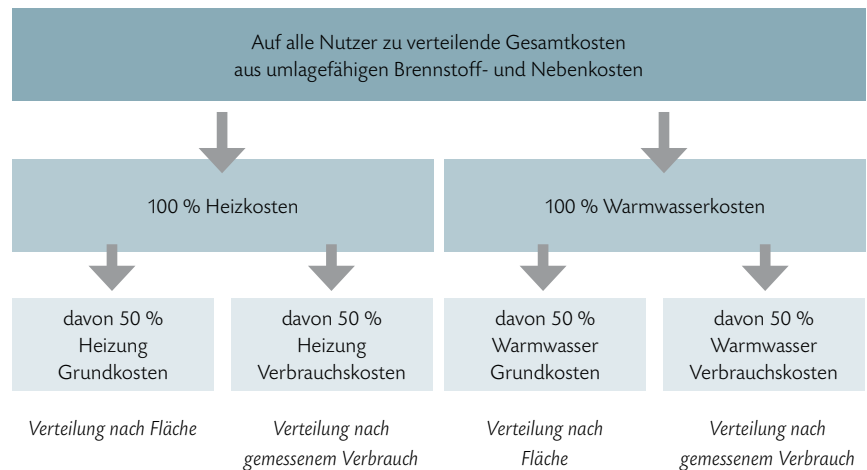 Auf alle Nutzer zu verteilende Gesamtkosten
aus umlagefähigen Brennstoff- und Nebenkosten
100 % Heizkosten
100 % Warmwasserkosten
davon 50 %
Heizung
Grundkosten
davon 50 %
Heizung
Verbrauchskosten
davon 50 %
Warmwasser
Grundkosten
davon 50 %
Warmwasser
Verbrauchskosten
Verteilung nach Fläche
Verteilung nach
gemessenem Verbrauch
Verteilung nach
Fläche
Verteilung nach
gemessenem Verbrauch